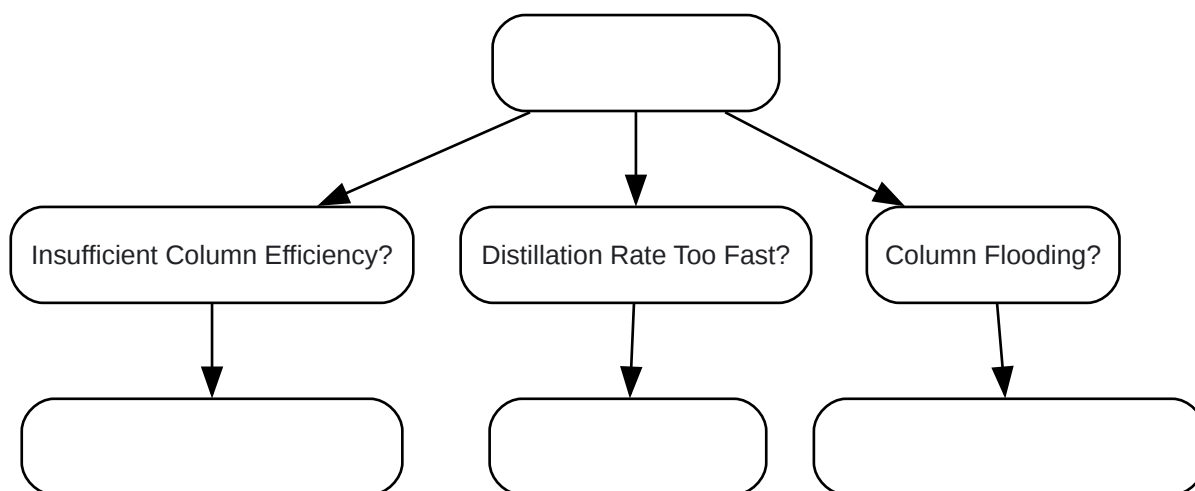 Insufficient Column Efficiency?
Distillation Rate Too Fast?
Column Flooding?